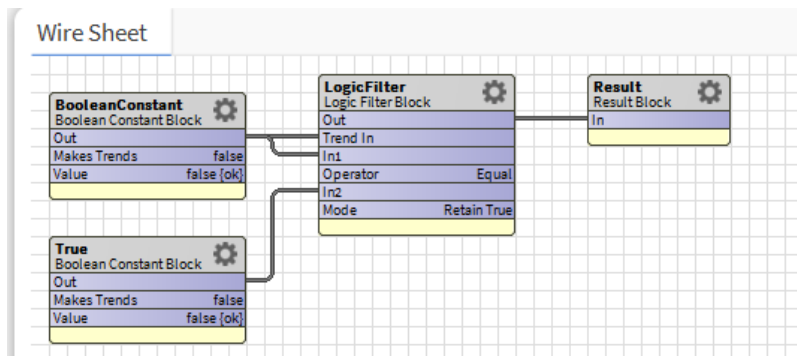 Wire Sheet
BooleanConstant
Boolean Constant Block
Out
Makes Trends false
Value false {ok}
True
Boolean Constant Block
Out
Makes Trends false
Value false {ok}
LogicFilter
Logic Filter Block
Out
Trend In
In1
Operator Equal
In2
Mode Retain True
Result
Result Block
In